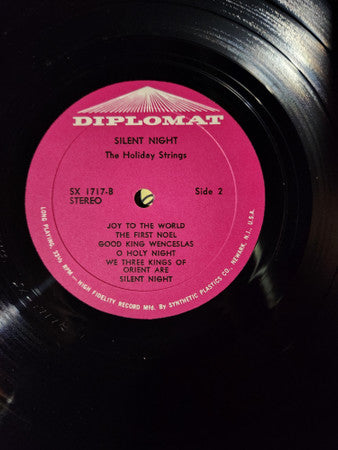 DIPLOMAT
SILENT NIGHT
The Holiday Strings
SX 1717-B Side 2
STEREO
JOY TO THE WORLD
THE FIRST NOEL
GOOD KING WENCESLAS
O HOLY NIGHT
WE THREE KINGS OF
ORIENT ARE
SILENT NIGHT
LONG PLAYING, 33⅓ RPM — HIGH FIDELITY RECORD Mfd. By SYNTHETIC PLASTICS CO. NEWARK, N.J., U.S.A.